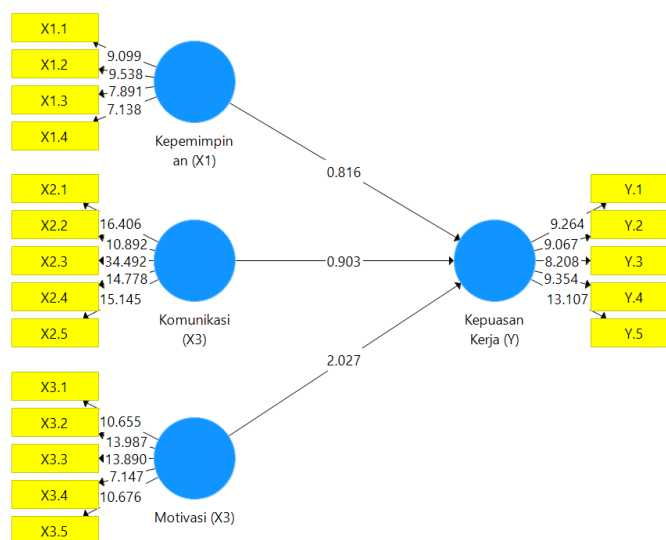 X1.1
X1.2
X1.3
X1.4
9.099
9.538
7.891
7.138
Kepemimpin
an (X1)
0.816
X2.1
X2.2
X2.3
X2.4
X2.5
16.406
10.892
34.492
14.778
15.145
Komunikasi
(X3)
0.903
X3.1
X3.2
X3.3
X3.4
X3.5
10.655
13.987
13.890
7.147
10.676
Motivasi (X3)
2.027
Kepuasan
Kerja (Y)
9.264
9.067
8.208
9.354
13.107
Y.1
Y.2
Y.3
Y.4
Y.5